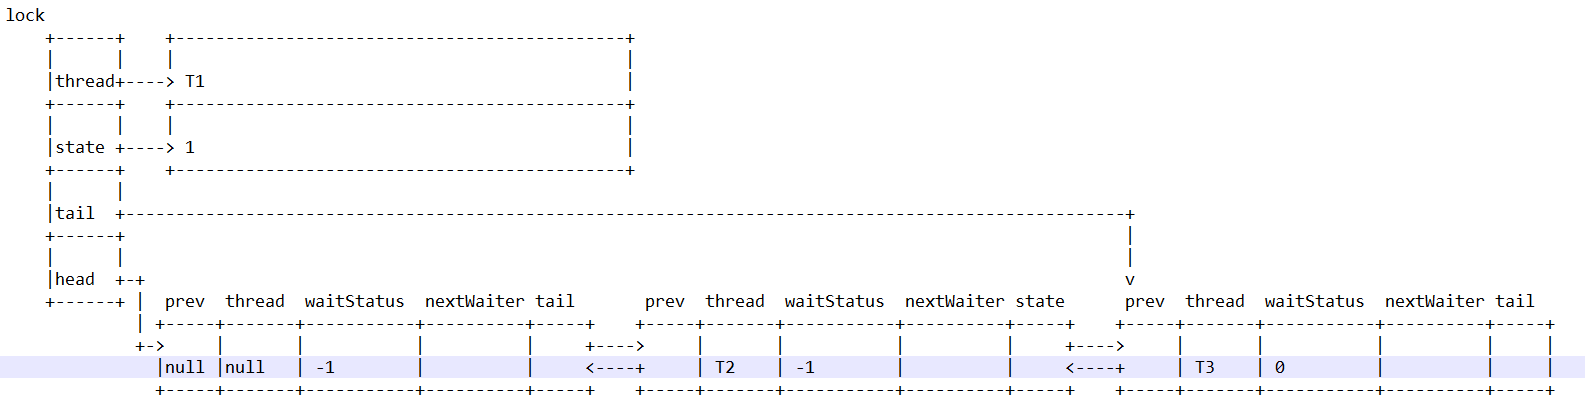 lock
thread T1
state 1
tail
head v
prev thread waitStatus nextWaiter tail prev thread waitStatus nextWaiter state prev thread waitStatus nextWaiter tail
null null -1 T2 -1 T3 0